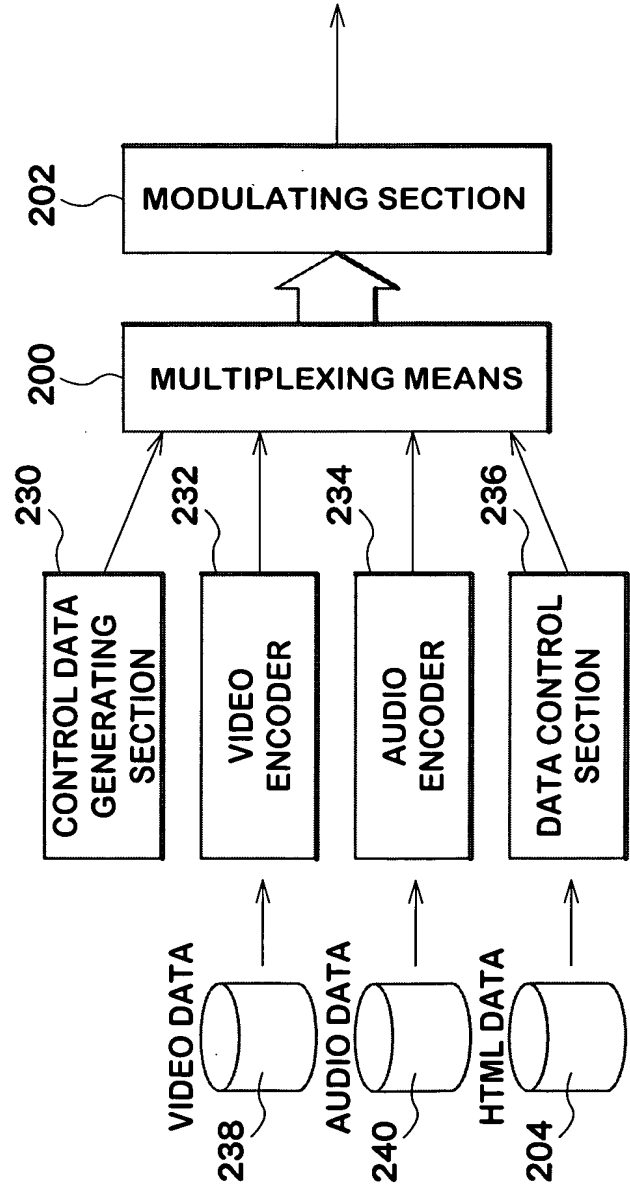 VIDEO DATA
238
AUDIO DATA
240
HTML DATA
204
CONTROL DATA
GENERATING
SECTION
230
VIDEO
ENCODER
232
AUDIO
ENCODER
234
DATA CONTROL
SECTION
236
MULTIPLEXING MEANS
200
MODULATING SECTION
202